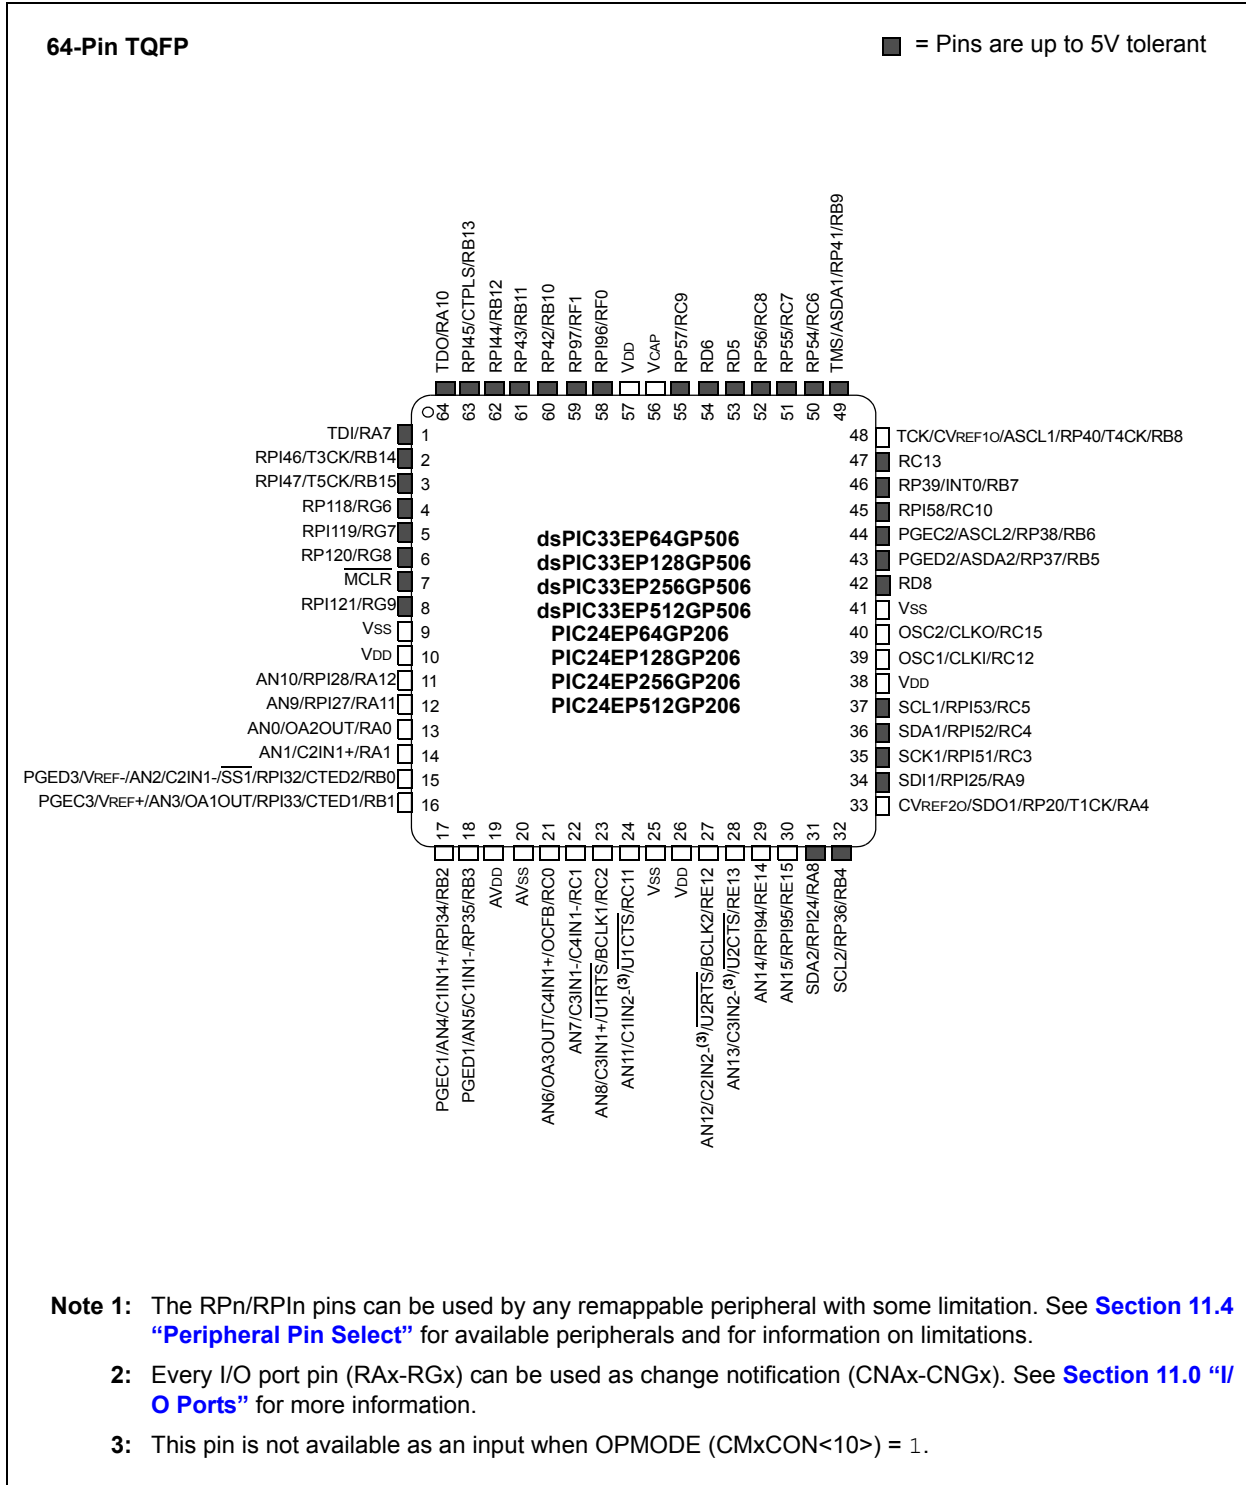 64-Pin TQFP
= Pins are up to 5V tolerant
TDO/RA10
RPI45/CTPLS/RB13
RPI44/RB12
RP43/RB11
RP42/RB10
RP97/RF1
RPI96/RF0
VDD
VCAP
RP57/RC9
RD6
RD5
RP56/RC8
RP55/RC7
RP54/RC6
TMS/ASDA1/RP41/RB9
64
63
62
61
60
59
58
57
56
55
54
53
52
51
50
49
TDI/RA7 1
RPI46/T3CK/RB14 2
RPI47/T5CK/RB15 3
RP118/RG6 4
RPI119/RG7 5
RP120/RG8 6
MCLR 7
RPI121/RG9 8
VSS 9
VDD 10
AN10/RPI28/RA12 11
AN9/RPI27/RA11 12
AN0/OA2OUT/RA0 13
AN1/C2IN1+/RA1 14
PGED3/VREF-/AN2/C2IN1-/SS1/RPI32/CTED2/RB0 15
PGEC3/VREF+/AN3/OA1OUT/RPI33/CTED1/RB1 16
dsPIC33EP64GP506
dsPIC33EP128GP506
dsPIC33EP256GP506
dsPIC33EP512GP506
PIC24EP64GP206
PIC24EP128GP206
PIC24EP256GP206
PIC24EP512GP206
48 TCK/CVREF1O/ASCL1/RP40/T4CK/RB8
47 RC13
46 RP39/INT0/RB7
45 RPI58/RC10
44 PGEC2/ASCL2/RP38/RB6
43 PGED2/ASDA2/RP37/RB5
42 RD8
41 VSS
40 OSC2/CLKO/RC15
39 OSC1/CLKI/RC12
38 VDD
37 SCL1/RPI53/RC5
36 SDA1/RPI52/RC4
35 SCK1/RPI51/RC3
34 SDI1/RPI25/RA9
33 CVREF2O/SDO1/RP20/T1CK/RA4
17
18
19
20
21
22
23
24
25
26
27
28
29
30
31
32
PGEC1/AN4/C1IN1+/RPI34/RB2
PGED1/AN5/C1IN1-/RP35/RB3
AVDD
AVSS
AN6/OA3OUT/C4IN1+/OCFB/RC0
AN7/C3IN1-/C4IN1-/RC1
AN8/C3IN1+/U1RTS/BCLK1/RC2
AN11/C1IN2-(3)/U1CTS/RC11
VSS
VDD
AN12/C2IN2-(3)/U2RTS/BCLK2/RE12
AN13/C3IN2-(3)/U2CTS/RE13
AN14/RPI94/RE14
AN15/RPI95/RE15
SDA2/RPI24/RA8
SCL2/RP36/RB4
Note 1: The RPn/RPIn pins can be used by any remappable peripheral with some limitation. See Section 11.4
“Peripheral Pin Select” for available peripherals and for information on limitations.
2: Every I/O port pin (RAx-RGx) can be used as change notification (CNAx-CNGx). See Section 11.0 “I/
O Ports” for more information.
3: This pin is not available as an input when OPMODE (CMxCON<10>) = 1.